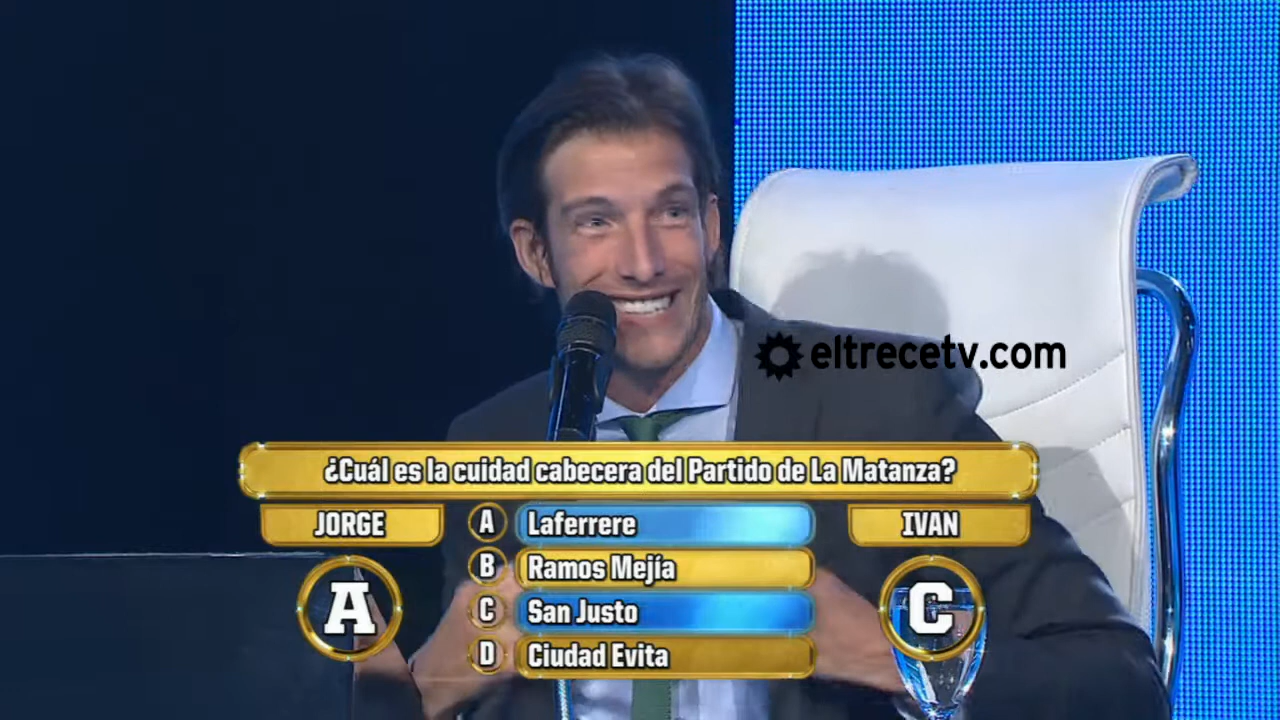 eltrecetv.com
¿Cuál es la cuidad cabecera del Partido de La Matanza?
JORGE
A
A Laferrere
B Ramos Mejía
C San Justo
D Ciudad Evita
IVAN
C